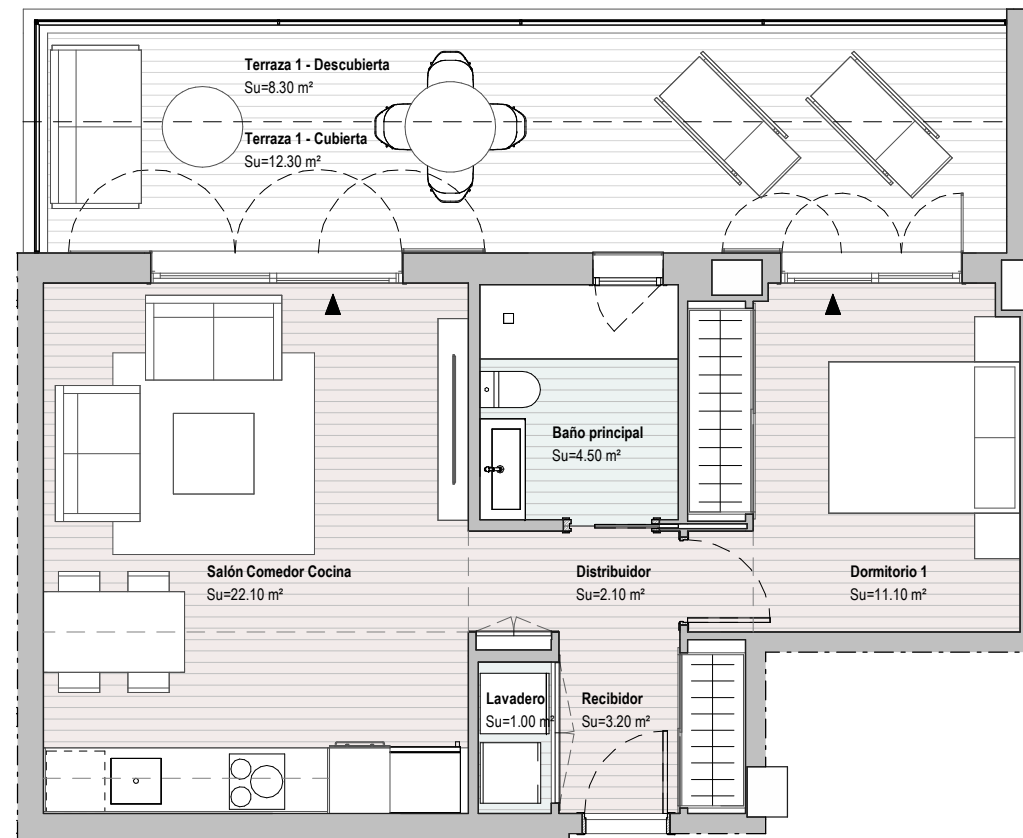 Terraza 1 - Descubierta
Su=8.30 m²
Terraza 1 - Cubierta
Su=12.30 m²
Baño principal
Su=4.50 m²
Salón Comedor Cocina
Su=22.10 m²
Distribuidor
Su=2.10 m²
Dormitorio 1
Su=11.10 m²
Lavadero
Su=1.00 m²
Recibidor
Su=3.20 m²